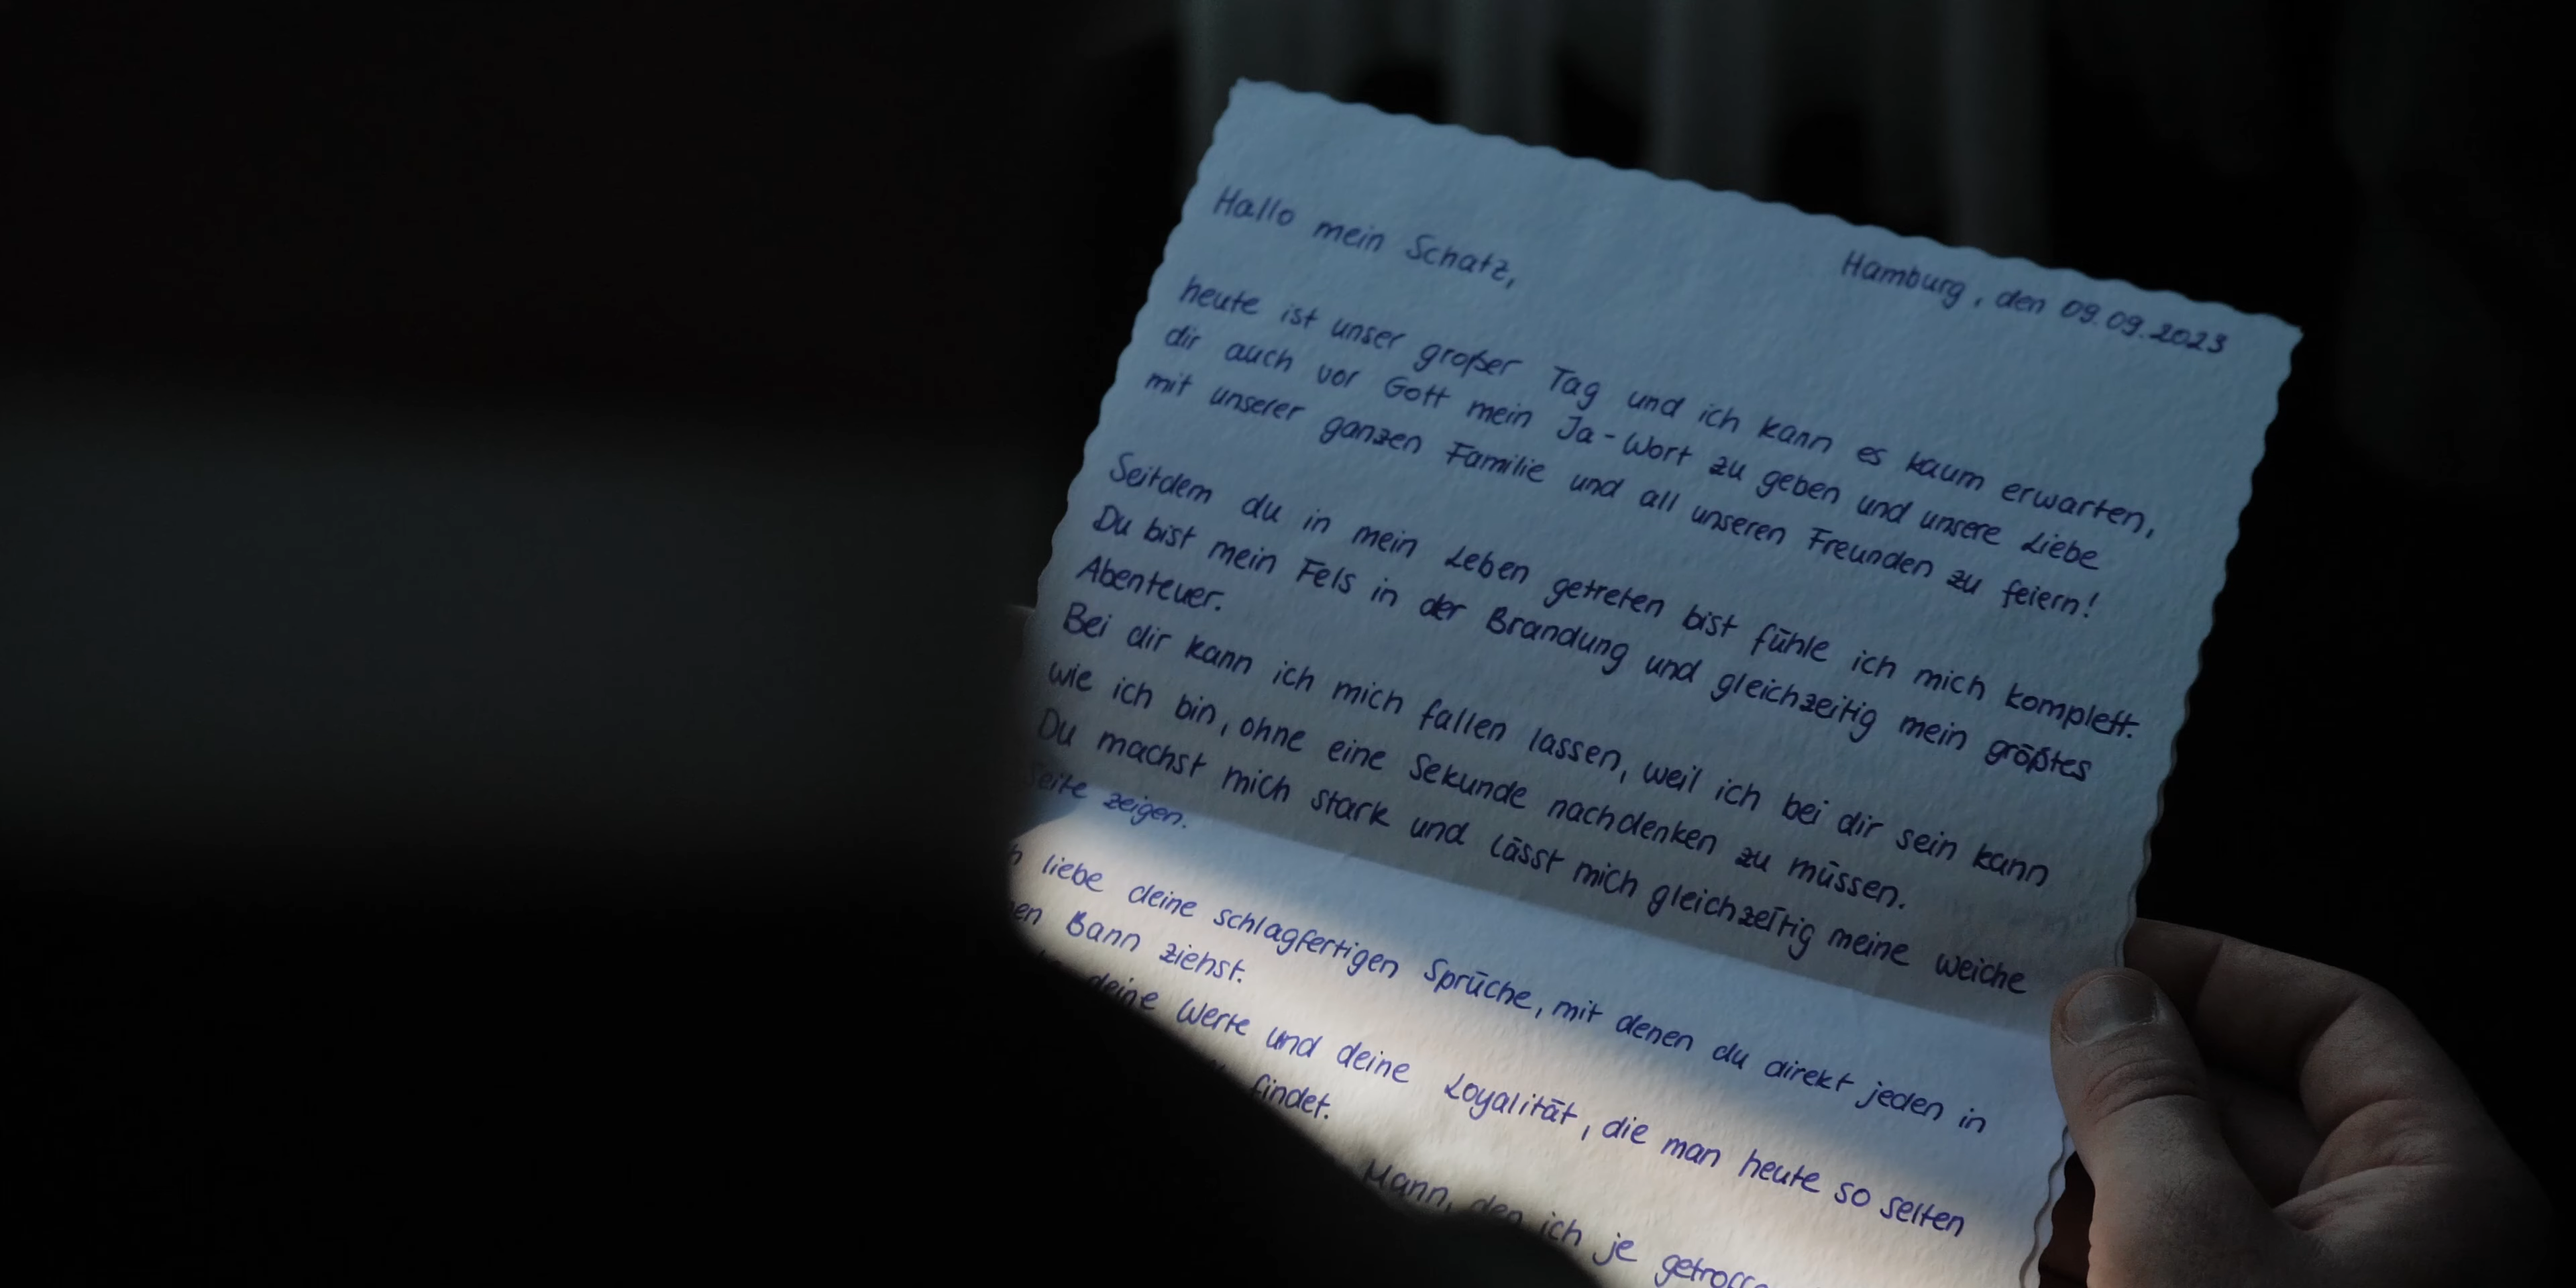 Hamburg, den 09.09.2023
Hallo mein Schatz,
heute ist unser großer Tag und ich kann es kaum erwarten,
dir auch vor Gott mein Ja-Wort zu geben und unsere Liebe
mit unserer ganzen Familie und all unseren Freunden zu feiern!
Seitdem du in mein Leben getreten bist fühle ich mich komplett.
Du bist mein Fels in der Brandung und gleichzeitig mein größtes
Abenteuer.
Bei dir kann ich mich fallen lassen, weil ich bei dir sein kann
wie ich bin, ohne eine Sekunde nachdenken zu müssen.
Du machst mich stark und lässt mich gleichzeitig meine weiche
Seite zeigen.
liebe deine schlagfertigen Sprüche, mit denen du direkt jeden in
Bann ziehst.
deine Werte und deine Loyalität, die man heute so selten
findet.
Mann, den ich je